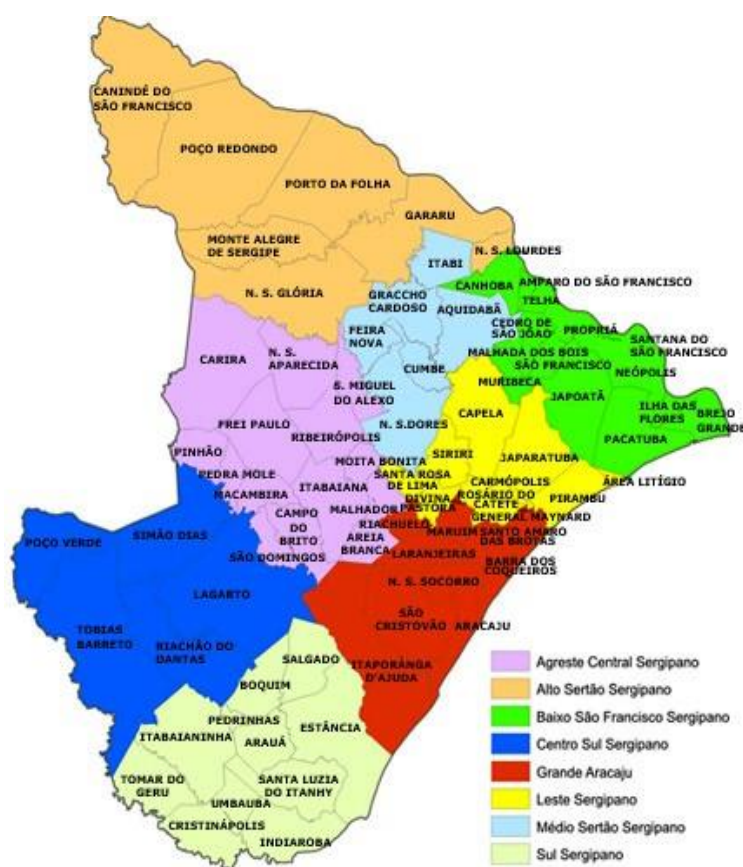 CANINDÉ DO
SÃO FRANCISCO
POÇO REDONDO
PORTO DA FOLHA
GARARU
MONTE ALEGRE
DE SERGIPE
N. S. LOURDES
ITABI
N. S. GLÓRIA
CANHOBA
AMPARO DO SÃO FRANCISCO
GRACCHO
CARDOSO
AQUIDABÃ
TELHA
FEIRA
NOVA
CEDRO DE
SÃO JOÃO
PROPRIÁ
SANTANA DO
SÃO FRANCISCO
CARIRA
N. S.
APARECIDA
CUMBE
MALHADA DOS BOIS
SÃO FRANCISCO
NEÓPOLIS
S. MIGUEL
DO ALEXO
MURIBECA
JAPOATÃ
ILHA DAS
FLORES
BREJO
GRANDE
FREI PAULO
RIBEIRÓPOLIS
N. S.DORES
CAPELA
PACATUBA
PINHÃO
MOITA BONITA
SIRIRI
JAPARATUBA
PEDRA MOLE
MACAMBIRA
ITABAIANA
SANTA ROSA
DE LIMA
CARMÓPOLIS
ÁREA LITÍGIO
DIVINA
PASTORA
ROSÁRIO DO
CATETE
PIRAMBU
CAMPO
DO
BRITO
MALHADOR
RIACHUELO
GENERAL MAYNARD
POÇO VERDE
SIMÃO DIAS
AREIA
BRANCA
MARUIM
SANTO AMARO
DAS BROTAS
SÃO DOMINGOS
LARANJEIRAS
BARRA DOS
COQUEIROS
LAGARTO
N. S. SOCORRO
TOBIAS
BARRETO
RIACHÃO DO
DANTAS
SÃO
CRISTOVÃO
ARACAJU
SALGADO
ITAPORÂNGA
D'AJUDA
BOQUIM
PEDRINHAS
ESTÂNCIA
ITABAIANINHA
ARAUÁ
TOMAR DO
GERU
SANTA LUZIA
DO ITANHY
UMBAUBA
CRISTINÁPOLIS
INDIAROBA
Agreste Central Sergipano
Alto Sertão Sergipano
Baixo São Francisco Sergipano
Centro Sul Sergipano
Grande Aracaju
Leste Sergipano
Médio Sertão Sergipano
Sul Sergipano